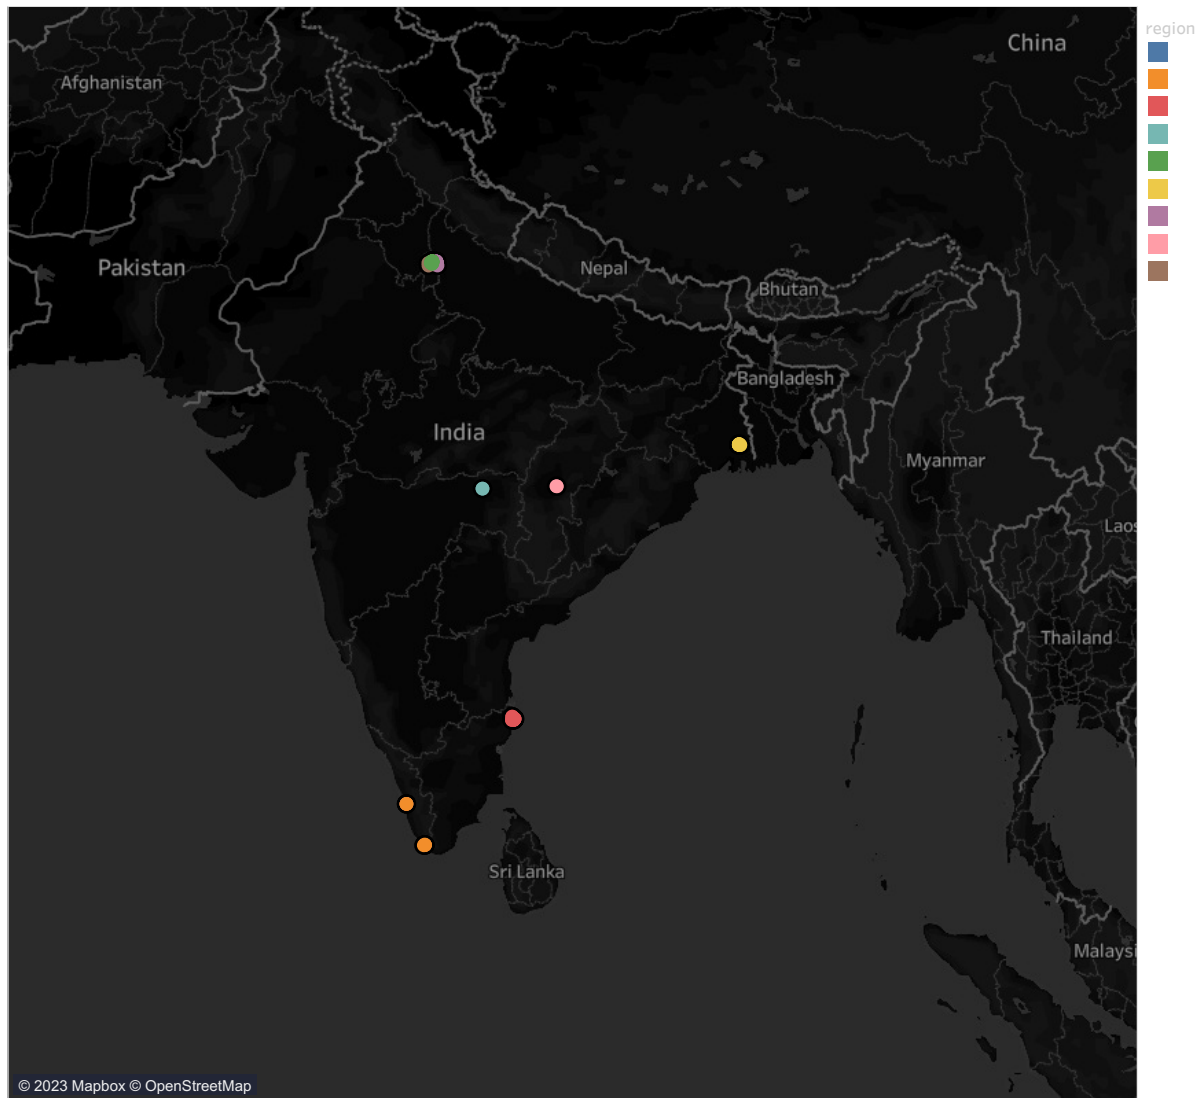 region
China
Afghanistan
Pakistan
Nepal
Bhutan
Bangladesh
India
Myanmar
Laos
Thailand
Sri Lanka
Malaysi
© 2023 Mapbox © OpenStreetMap